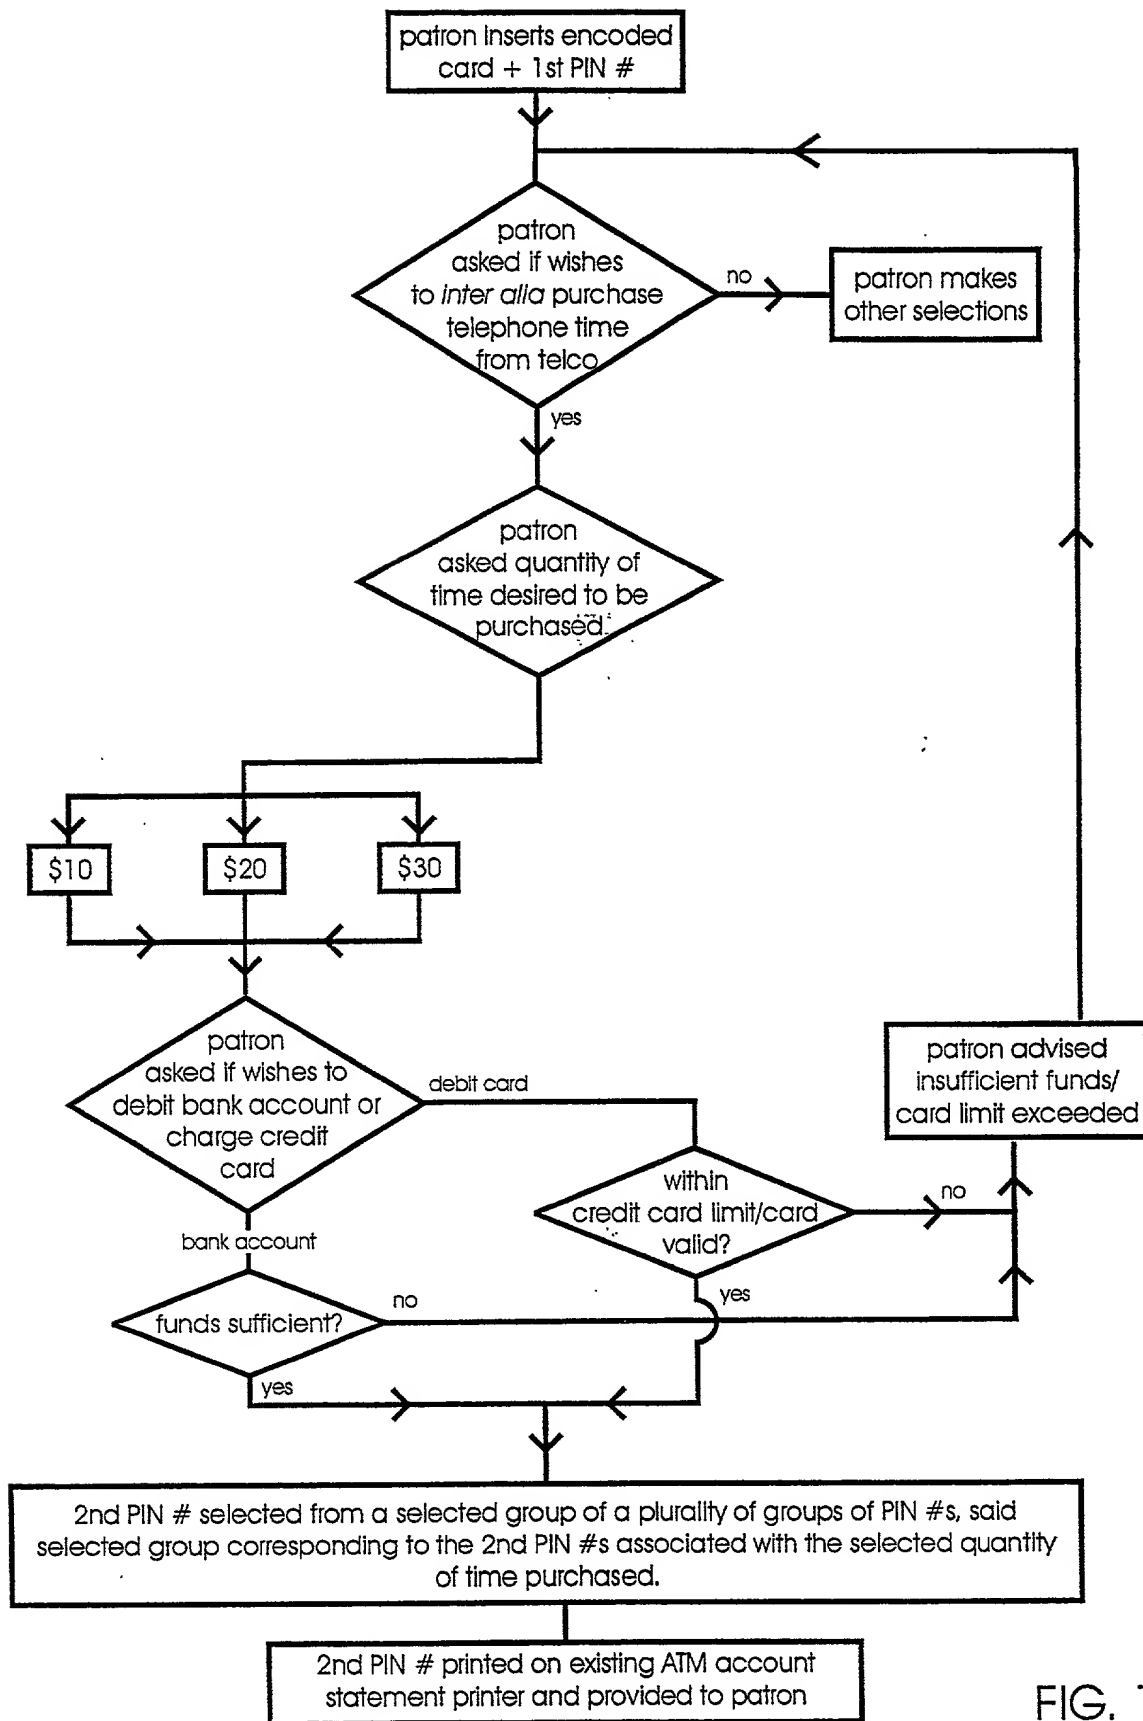 patron inserts encoded
card + 1st PIN #
patron
asked if wishes
to inter alia purchase
telephone time
from telco
no
patron makes
other selections
yes
patron
asked quantity of
time desired to be
purchased.
$10
$20
$30
patron
asked if wishes to
debit bank account or
charge credit
card
debit card
patron advised
insufficient funds/
card limit exceeded
within
credit card limit/card
valid?
no
bank account
yes
funds sufficient?
no
yes
2nd PIN # selected from a selected group of a plurality of groups of PIN #s, said
selected group corresponding to the 2nd PIN #s associated with the selected quantity
of time purchased.
2nd PIN # printed on existing ATM account
statement printer and provided to patron
FIG.